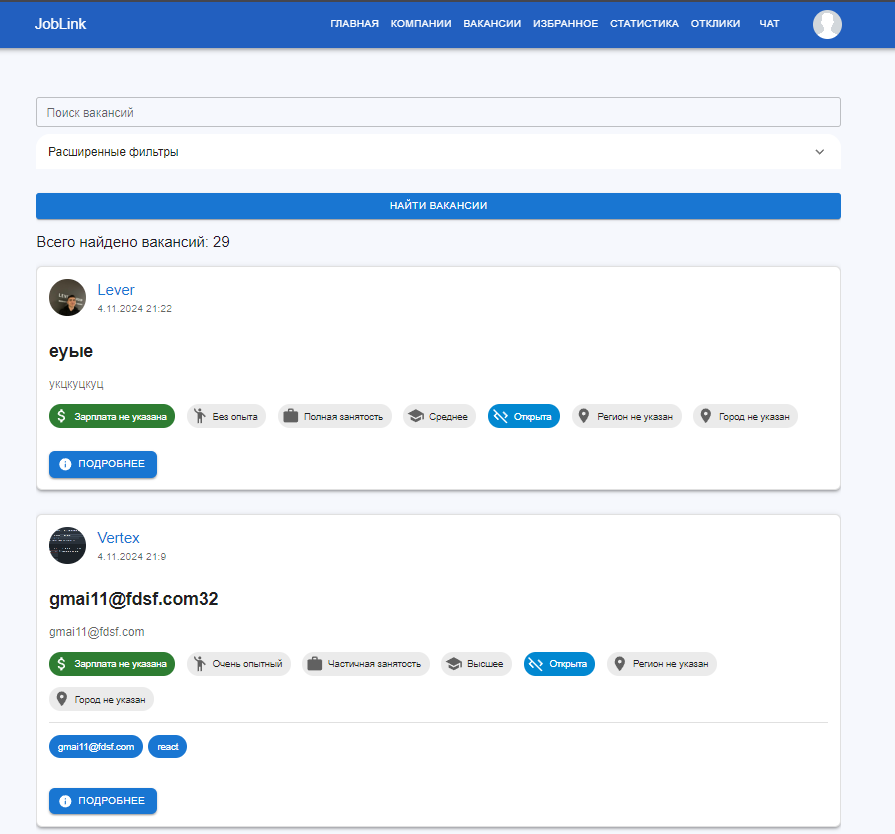 JobLink ГЛАВНАЯ КОМПАНИИ ВАКАНСИИ ИЗБРАННОЕ СТАТИСТИКА ОТКЛИКИ ЧАТ
Поиск вакансий
Расширенные фильтры
НАЙТИ ВАКАНСИИ
Всего найдено вакансий: 29
Lever
4.11.2024 21:22
еуые
укцкуцкуц
Зарплата не указана Без опыта Полная занятость Среднее Открыта Регион не указан Город не указан
ПОДРОБНЕЕ
Vertex
4.11.2024 21:9
gmai11@fdsf.com32
gmai11@fdsf.com
Зарплата не указана Очень опытный Частичная занятость Высшее Открыта Регион не указан
Город не указан
gmai11@fdsf.com react
ПОДРОБНЕЕ